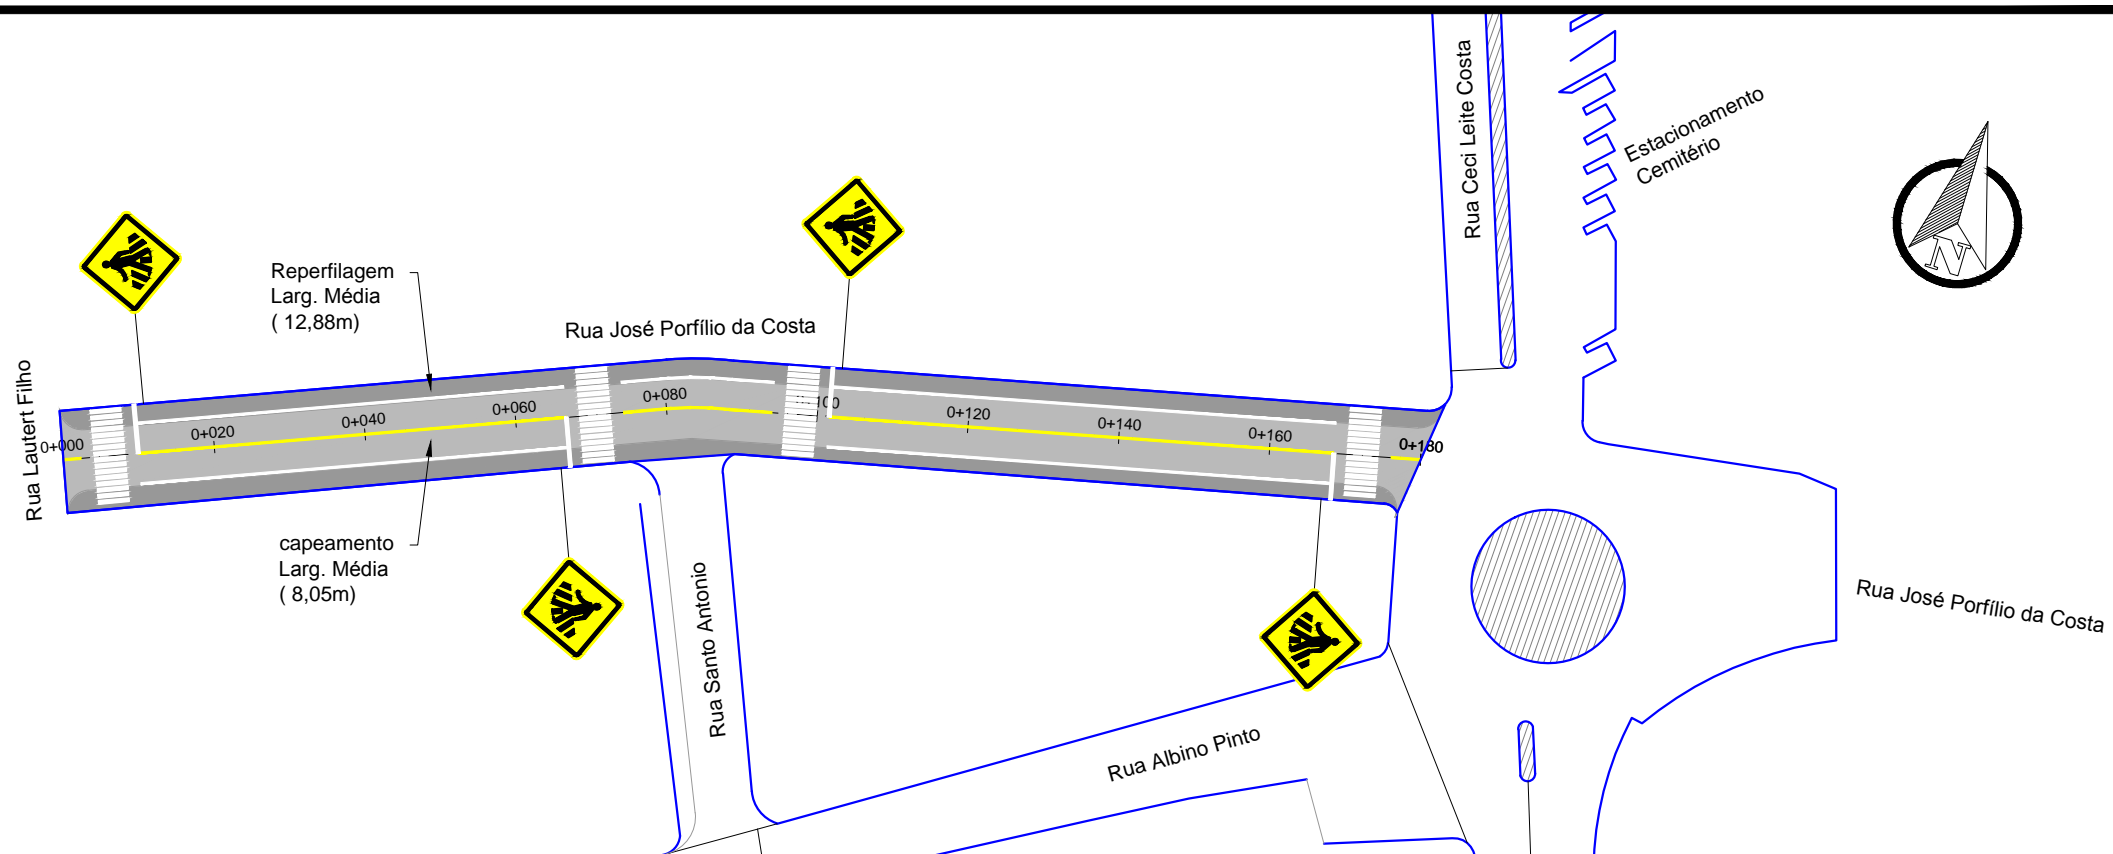 Rua Ceci Leite Costa
Estacionamento
Cemitério
N
Reperfilagem
Larg. Média
( 12,88m)
Rua José Porfílio da Costa
Rua Lautert Filho
0+000
0+020
0+040
0+060
0+080
0+100
0+120
0+140
0+160
0+180
capeamento
Larg. Média
( 8,05m)
Rua Santo Antonio
Rua Albino Pinto
Rua José Porfílio da Costa